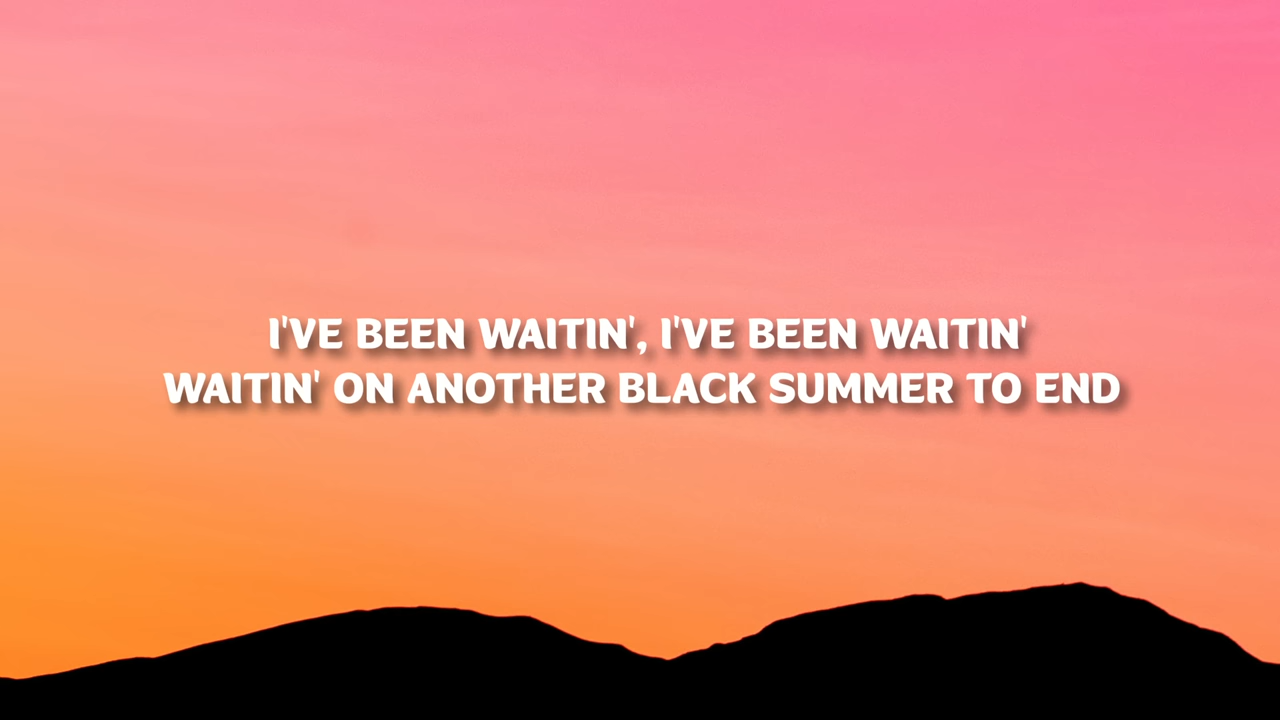 I'VE BEEN WAITIN', I'VE BEEN WAITIN'
WAITIN' ON ANOTHER BLACK SUMMER TO END